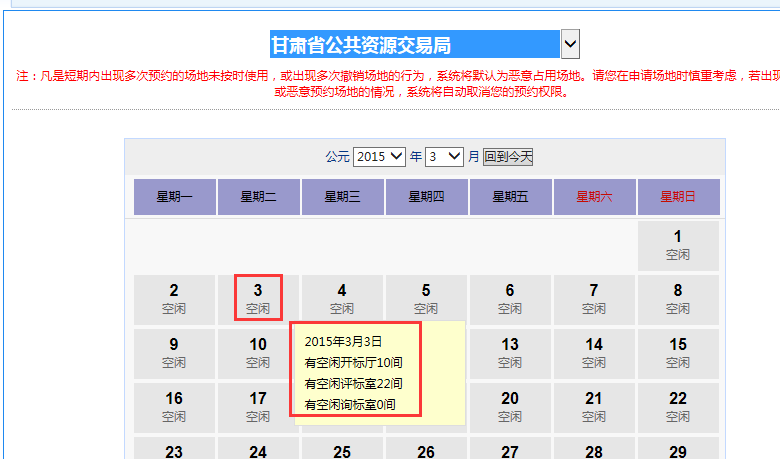 甘肃省公共资源交易局
注：凡是短期内出现多次预约的场地未按时使用，或出现多次撤销场地的行为，系统将默认为恶意占用场地。请您在申请场地时慎重考虑，若出现
或恶意预约场地的情况，系统将自动取消您的预约权限。
公元 2015 年 3 月 回到今天
星期一 星期二 星期三 星期四 星期五 星期六 星期日
1
空闲
2 3 4 5 6 7 8
空闲 空闲 空闲 空闲 空闲 空闲 空闲
2015年3月3日
有空闲开标厅10间
有空闲评标室22间
有空闲询标室0间
9 10 13 14 15
空闲 空闲 空闲 空闲 空闲
16 17 20 21 22
空闲 空闲 空闲 空闲 空闲
23 24 25 26 27 28 29